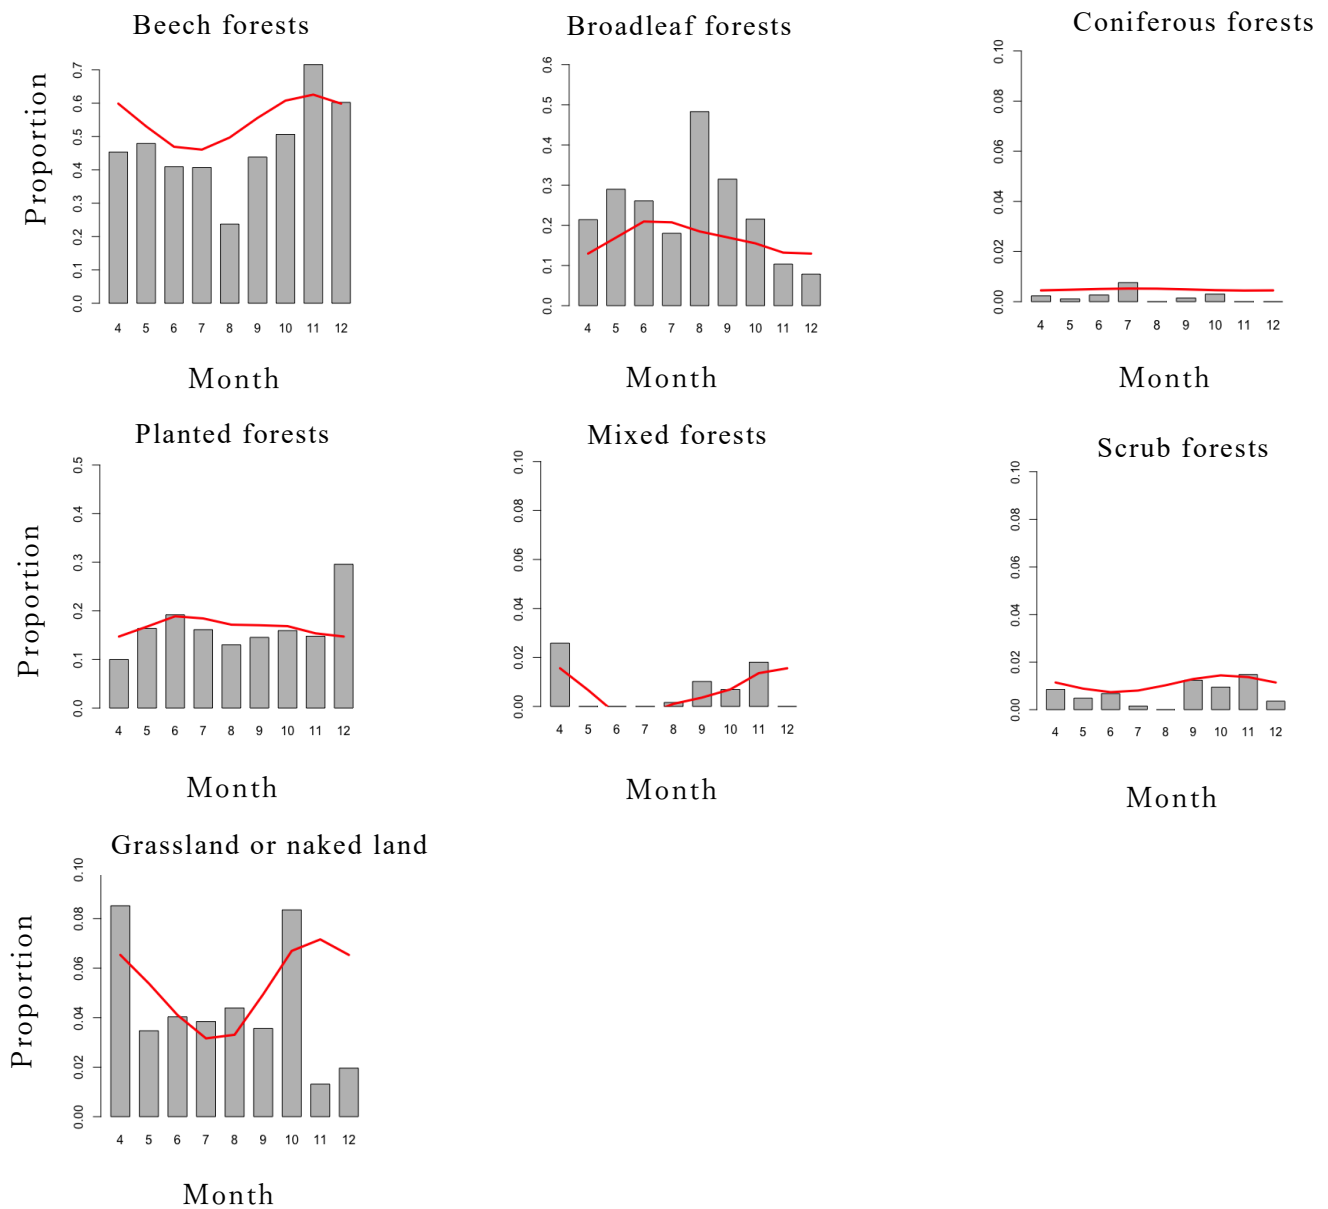 Beech forests
Proportion
0.0 0.1 0.2 0.3 0.4 0.5 0.6 0.7
4 5 6 7 8 9 10 11 12
Month
Broadleaf forests
0.0 0.1 0.2 0.3 0.4 0.5 0.6
4 5 6 7 8 9 10 11 12
Month
Coniferous forests
0.00 0.02 0.04 0.06 0.08 0.10
4 5 6 7 8 9 10 11 12
Month
Planted forests
Proportion
0.0 0.1 0.2 0.3 0.4 0.5
4 5 6 7 8 9 10 11 12
Month
Mixed forests
0.00 0.02 0.04 0.06 0.08 0.10
4 5 6 7 8 9 10 11 12
Month
Scrub forests
0.00 0.02 0.04 0.06 0.08 0.10
4 5 6 7 8 9 10 11 12
Month
Grassland or naked land
Proportion
0.00 0.02 0.04 0.06 0.08 0.10
4 5 6 7 8 9 10 11 12
Month